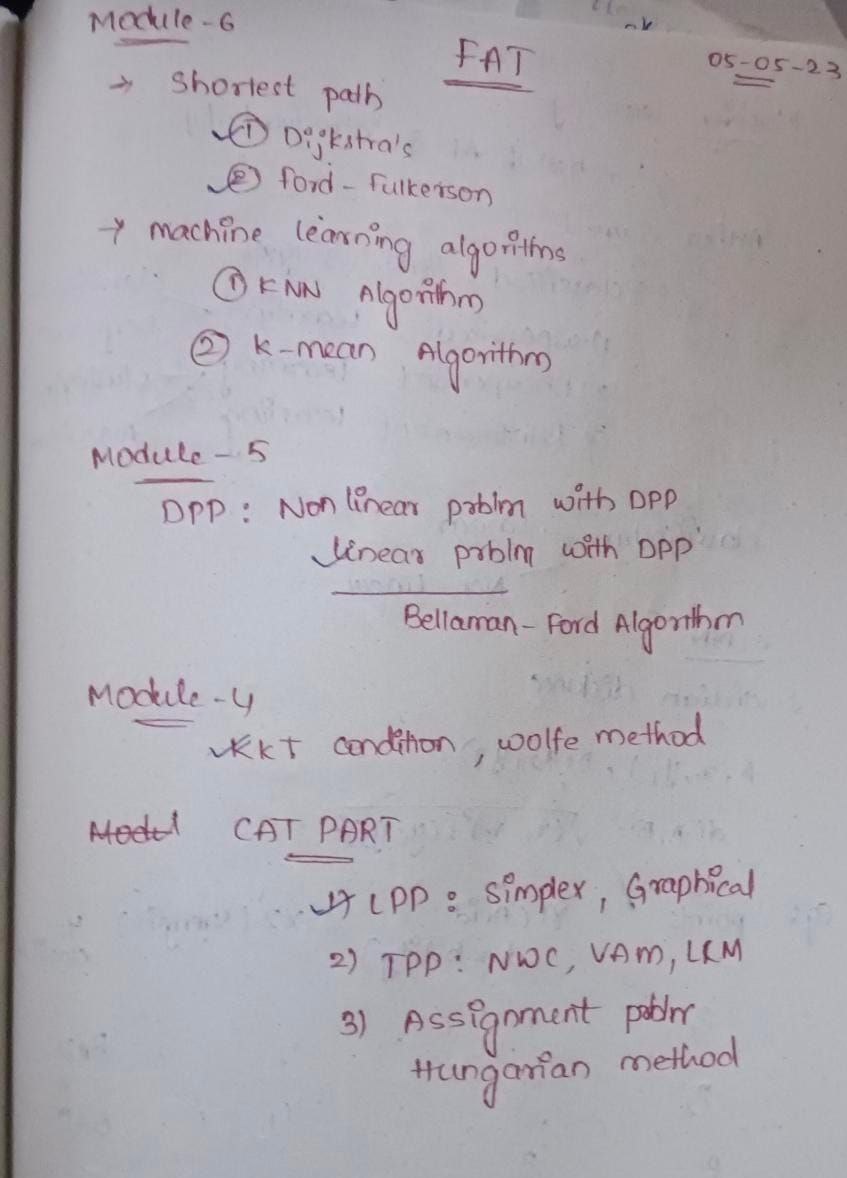 Module-6
FAT
05-05-23
→ Shortest path
① Dijkstra's
② Ford-Fulkerson
→ machine learning algorithms
① KNN Algorithm
② K-mean Algorithm
Module-5
DPP : Non linear prblm with DPP
linear prblm with DPP
Bellaman-Ford Algorithm
Module-4
KKT condition, wolfe method
CAT PART
1) LPP : Simplex, Graphical
2) TPP : NWC, VAM, LCM
3) Assignment problm
Hungarian method